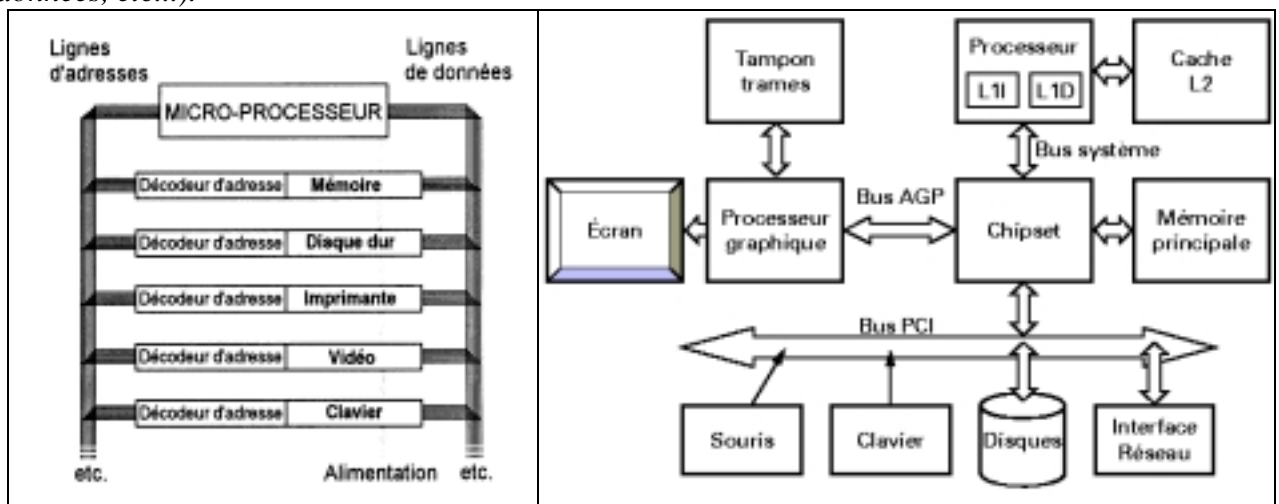 données, etc...).
Lignes
d'adresses
Lignes
de données
MICRO-PROCESSEUR
Décodeur d'adresse Mémoire
Décodeur d'adresse Disque dur
Décodeur d'adresse Imprimante
Décodeur d'adresse Vidéo
Décodeur d'adresse Clavier
etc.
Alimentation
etc.
Tampon
trames
Processeur
L1I
L1D
Cache
L2
Bus système
Écran
Processeur
graphique
Bus AGP
Chipset
Mémoire
principale
Bus PCI
Souris
Clavier
Disques
Interface
Réseau